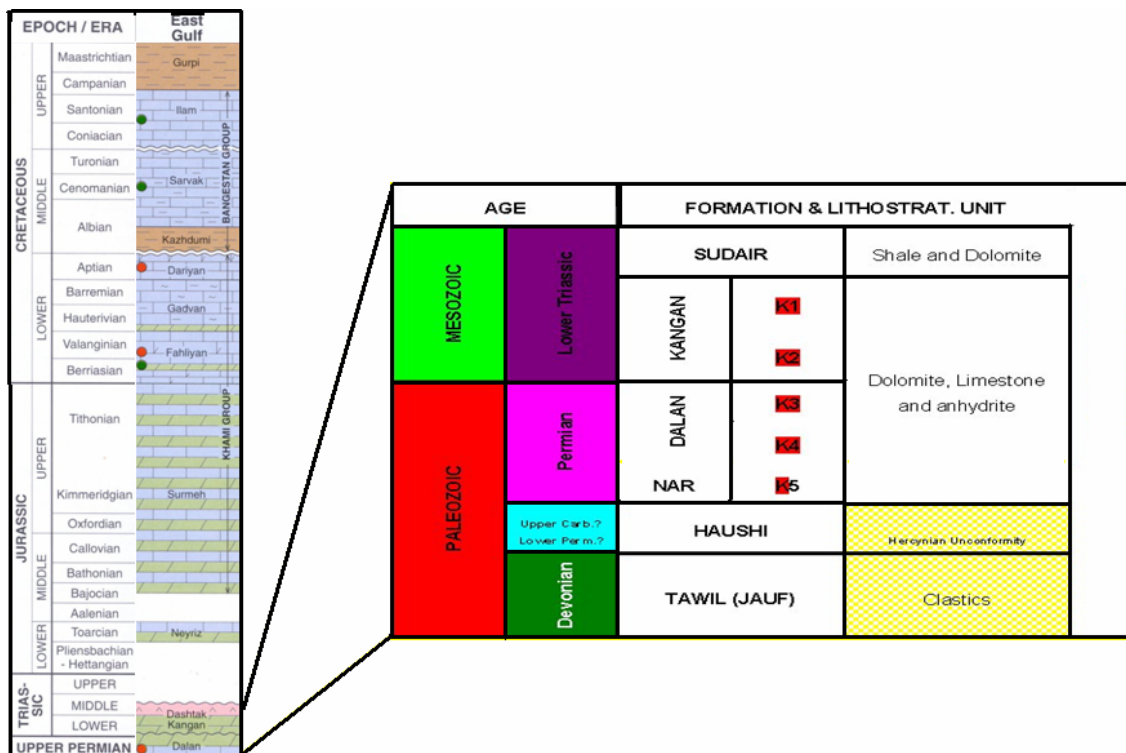 EPOCH / ERA
East
Gulf
CRETACEOUS
UPPER
Maastrichtian
Gurpi
Campanian
Santonian
Ilam
Coniacian
BANGESTAN GROUP
MIDDLE
Turonian
Cenomanian
Sarvak
Albian
Kazhdumi
LOWER
Aptian
Dariyan
Barremian
Gadvan
Hauterivian
Valanginian
Fahliyan
Berriasian
KHAMI GROUP
JURASSIC
UPPER
Tithonian
Kimmeridgian
Surmeh
Oxfordian
MIDDLE
Callovian
Bathonian
Bajocian
Aalenian
LOWER
Toarcian
Neyriz
Pliensbachian
- Hettangian
TRIAS-
SIC
UPPER
MIDDLE
Dashtak
LOWER
Kangan
UPPER PERMIAN
Dalan
AGE
FORMATION & LITHOSTRAT. UNIT
MESOZOIC
Lower Triassic
SUDAIR
Shale and Dolomite
KANGAN
K1
K2
Dolomite, Limestone
and anhydrite
PALEOZOIC
Permian
DALAN
K3
K4
NAR
K5
Upper Carb.?
Lower Perm.?
HAUSHI
Hercynian Unconformity
Devonian
TAWIL (JAUF)
Clastics